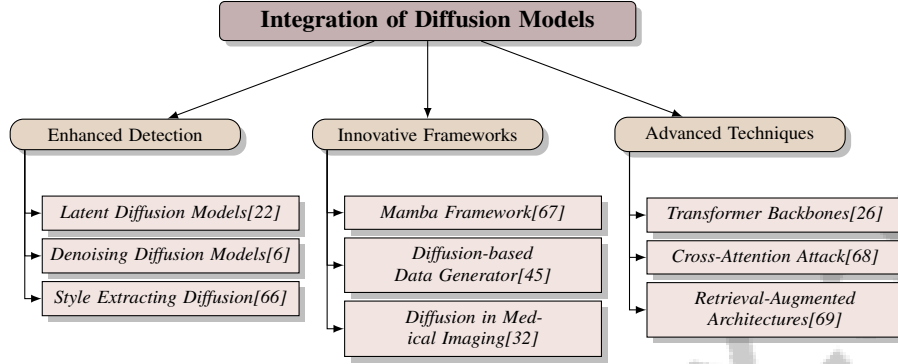 Integration of Diffusion Models
Enhanced Detection
Latent Diffusion Models[22]
Denoising Diffusion Models[6]
Style Extracting Diffusion[66]
Innovative Frameworks
Mamba Framework[67]
Diffusion-based
Data Generator[45]
Diffusion in Med-
ical Imaging[32]
Advanced Techniques
Transformer Backbones[26]
Cross-Attention Attack[68]
Retrieval-Augmented
Architectures[69]